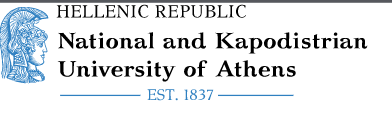 HELLENIC REPUBLIC
National and Kapodistrian
University of Athens
EST. 1837